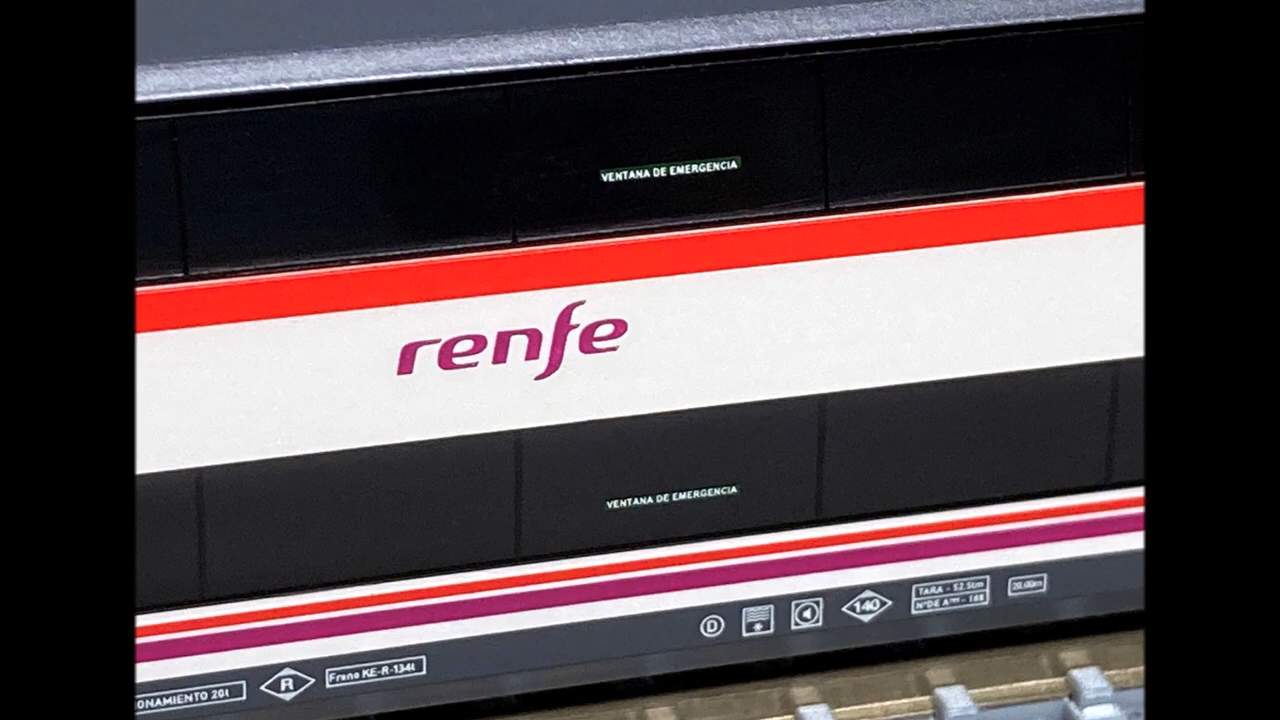 VENTANA DE EMERGENCIA
renfe
VENTANA DE EMERGENCIA
D
140
TARA - 52.5tm
Nº DE A - 168
20.00m
ONAMIENTO 20t
R
Freno KE-R-134t